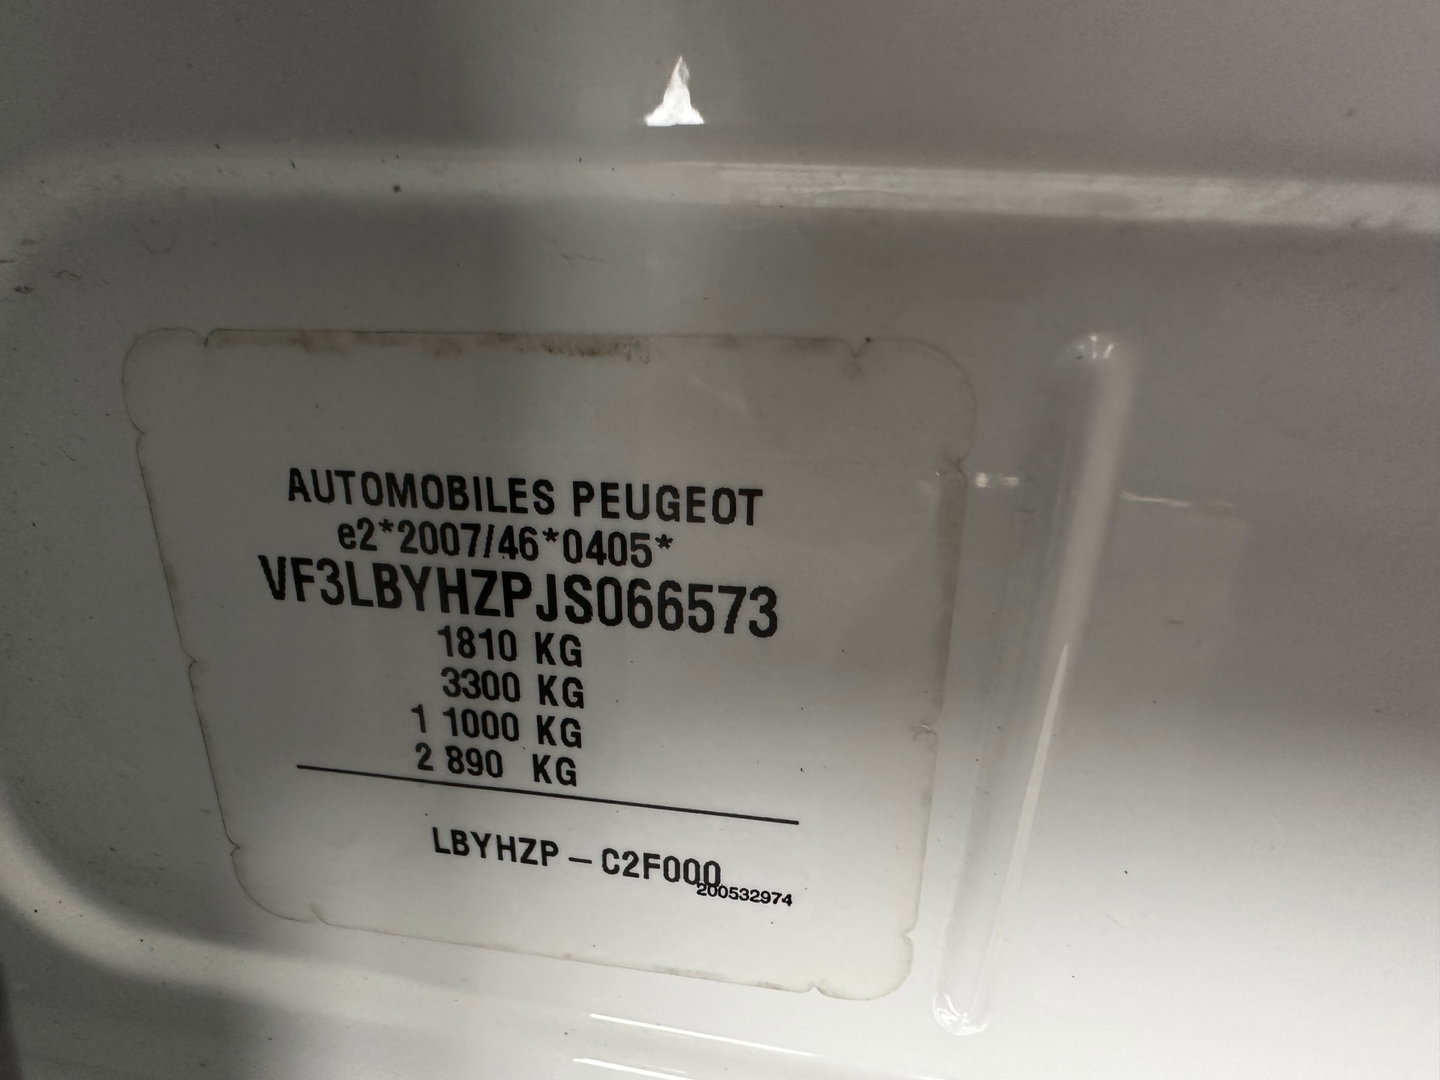 AUTOMOBILES PEUGEOT
e2*2007/46*0405*
VF3LBYHZPJS066573
1810 KG
3300 KG
1 1000 KG
2 890 KG
LBYHZP – C2F000
200532974